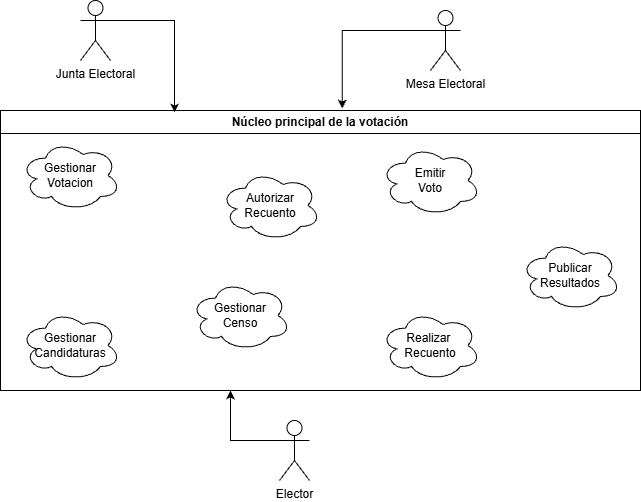 Junta Electoral
Mesa Electoral
Núcleo principal de la votación
Gestionar
Votacion
Emitir
Voto
Autorizar
Recuento
Publicar
Resultados
Gestionar
Censo
Gestionar
Candidaturas
Realizar
Recuento
Elector